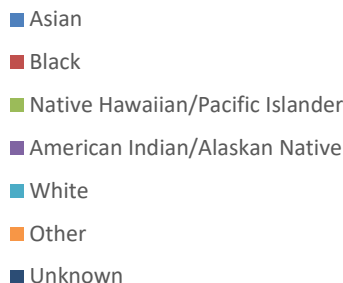 Asian
Black
Native Hawaiian/Pacific Islander
American Indian/Alaskan Native
White
Other
Unknown